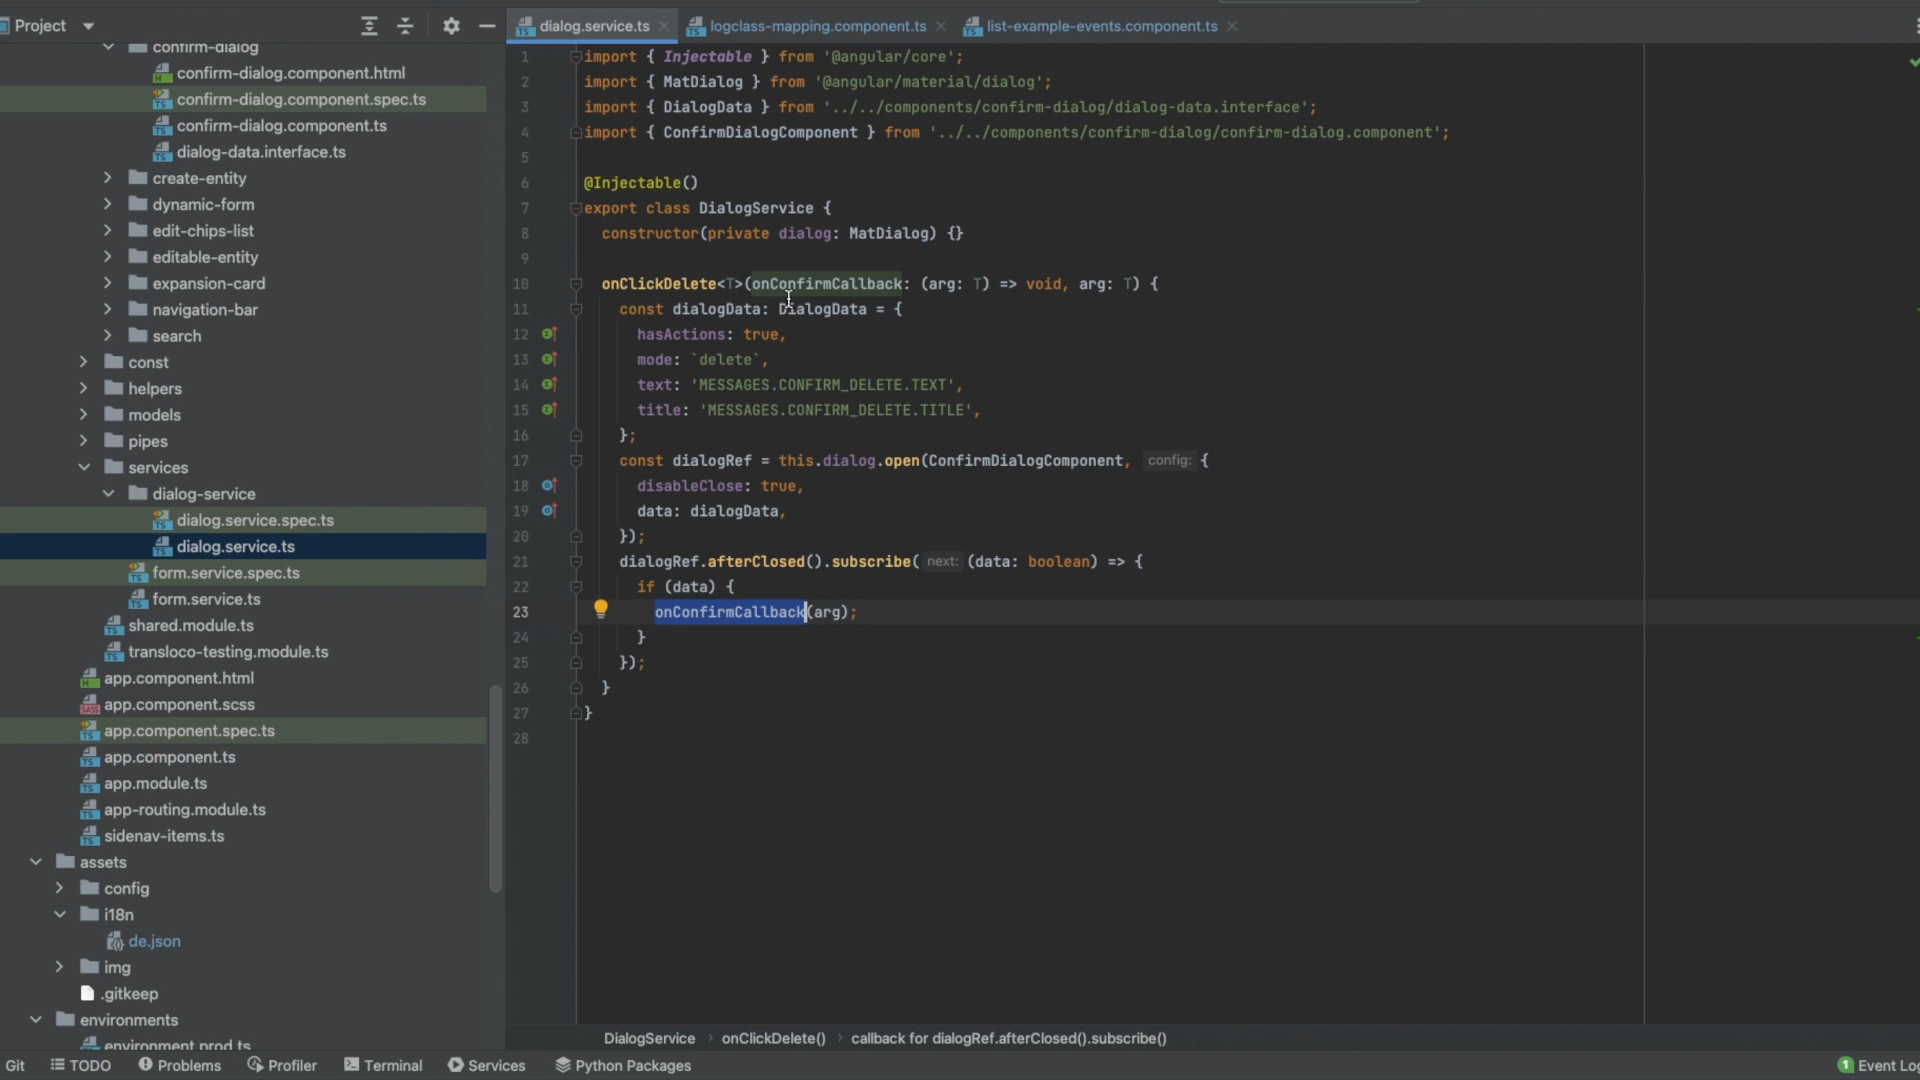 Project
confirm-dialog
confirm-dialog.component.html
confirm-dialog.component.spec.ts
confirm-dialog.component.ts
dialog-data.interface.ts
create-entity
dynamic-form
edit-chips-list
editable-entity
expansion-card
navigation-bar
search
const
helpers
models
pipes
services
dialog-service
dialog.service.spec.ts
dialog.service.ts
form.service.spec.ts
form.service.ts
shared.module.ts
transloco-testing.module.ts
app.component.html
app.component.scss
app.component.spec.ts
app.component.ts
app.module.ts
app-routing.module.ts
sidenav-items.ts
assets
config
i18n
de.json
img
.gitkeep
environments
environment.prod.ts
dialog.service.ts logclass-mapping.component.ts list-example-events.component.ts
1 import { Injectable } from '@angular/core';
2 import { MatDialog } from '@angular/material/dialog';
3 import { DialogData } from '../../components/confirm-dialog/dialog-data.interface';
4 import { ConfirmDialogComponent } from '../../components/confirm-dialog/confirm-dialog.component';
5
6 @Injectable()
7 export class DialogService {
8 constructor(private dialog: MatDialog) {}
9
10 onClickDelete<T>(onConfirmCallback: (arg: T) => void, arg: T) {
11 const dialogData: DialogData = {
12 hasActions: true,
13 mode: `delete`,
14 text: 'MESSAGES.CONFIRM_DELETE.TEXT',
15 title: 'MESSAGES.CONFIRM_DELETE.TITLE',
16 };
17 const dialogRef = this.dialog.open(ConfirmDialogComponent, config: {
18 disableClose: true,
19 data: dialogData,
20 });
21 dialogRef.afterClosed().subscribe( next: (data: boolean) => {
22 if (data) {
23 onConfirmCallback(arg);
24 }
25 });
26 }
27 }
28
DialogService › onClickDelete() › callback for dialogRef.afterClosed().subscribe()
Git TODO Problems Profiler Terminal Services Python Packages 1 Event Log